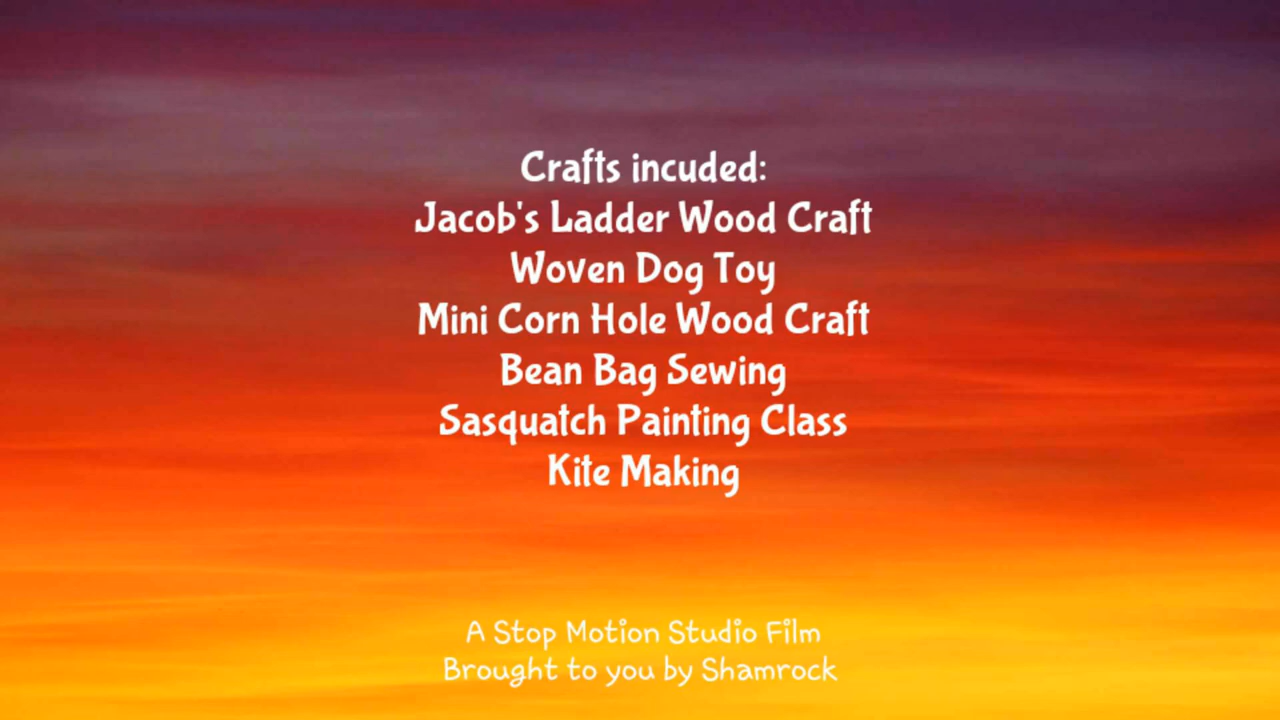 Crafts incuded:
Jacob's Ladder Wood Craft
Woven Dog Toy
Mini Corn Hole Wood Craft
Bean Bag Sewing
Sasquatch Painting Class
Kite Making
A Stop Motion Studio Film
Brought to you by Shamrock